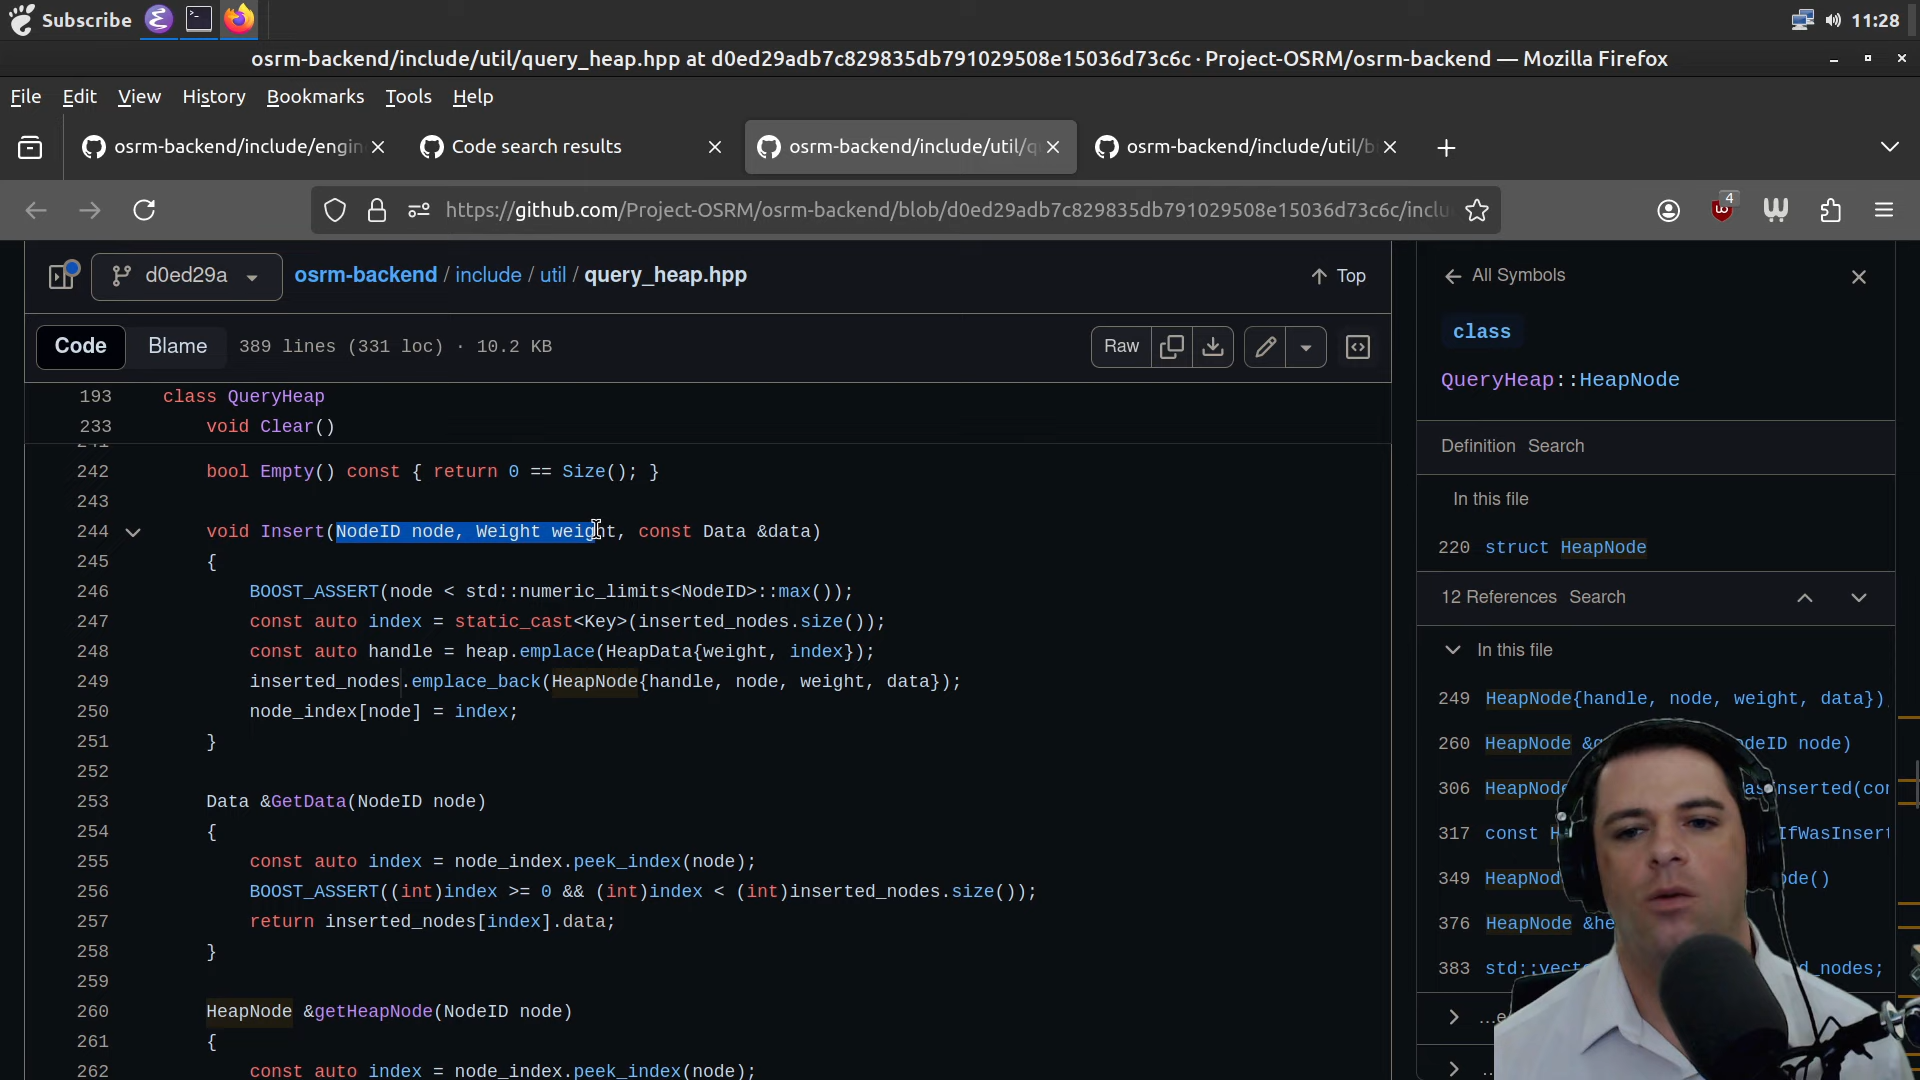 Subscribe
11:28
osrm-backend/include/util/query_heap.hpp at d0ed29adb7c829835db791029508e15036d73c6c · Project-OSRM/osrm-backend — Mozilla Firefox
File Edit View History Bookmarks Tools Help
osrm-backend/include/engin
Code search results
osrm-backend/include/util/q
osrm-backend/include/util/b
https://github.com/Project-OSRM/osrm-backend/blob/d0ed29adb7c829835db791029508e15036d73c6c/inclu
4
d0ed29a
osrm-backend / include / util / query_heap.hpp
Top
Code Blame 389 lines (331 loc) · 10.2 KB
Raw
193 class QueryHeap
233 void Clear()
241
242 bool Empty() const { return 0 == Size(); }
243
244 void Insert(NodeID node, Weight weight, const Data &data)
245 {
246 BOOST_ASSERT(node < std::numeric_limits<NodeID>::max());
247 const auto index = static_cast<Key>(inserted_nodes.size());
248 const auto handle = heap.emplace(HeapData{weight, index});
249 inserted_nodes.emplace_back(HeapNode{handle, node, weight, data});
250 node_index[node] = index;
251 }
252
253 Data &GetData(NodeID node)
254 {
255 const auto index = node_index.peek_index(node);
256 BOOST_ASSERT((int)index >= 0 && (int)index < (int)inserted_nodes.size());
257 return inserted_nodes[index].data;
258 }
259
260 HeapNode &getHeapNode(NodeID node)
261 {
262 const auto index = node_index.peek_index(node);
All Symbols
class
QueryHeap::HeapNode
Definition Search
In this file
220 struct HeapNode
12 References Search
In this file
249 HeapNode{handle, node, weight, data})
260 HeapNode &g deID node)
306 HeapNode asInserted(con
317 const H IfWasInsert
349 HeapNod ode()
376 HeapNode &he
383 std::vect d_nodes;
...e
...